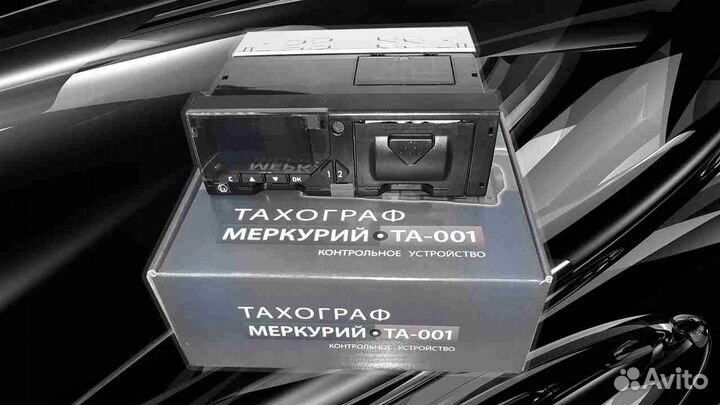 C ▼ OK 1 2
ТАХОГРАФ
МЕРКУРИЙ ТА-001
КОНТРОЛЬНОЕ УСТРОЙСТВО
ТАХОГРАФ
МЕРКУРИЙ ТА-001
КОНТРОЛЬНОЕ УСТРОЙСТВО
Avito